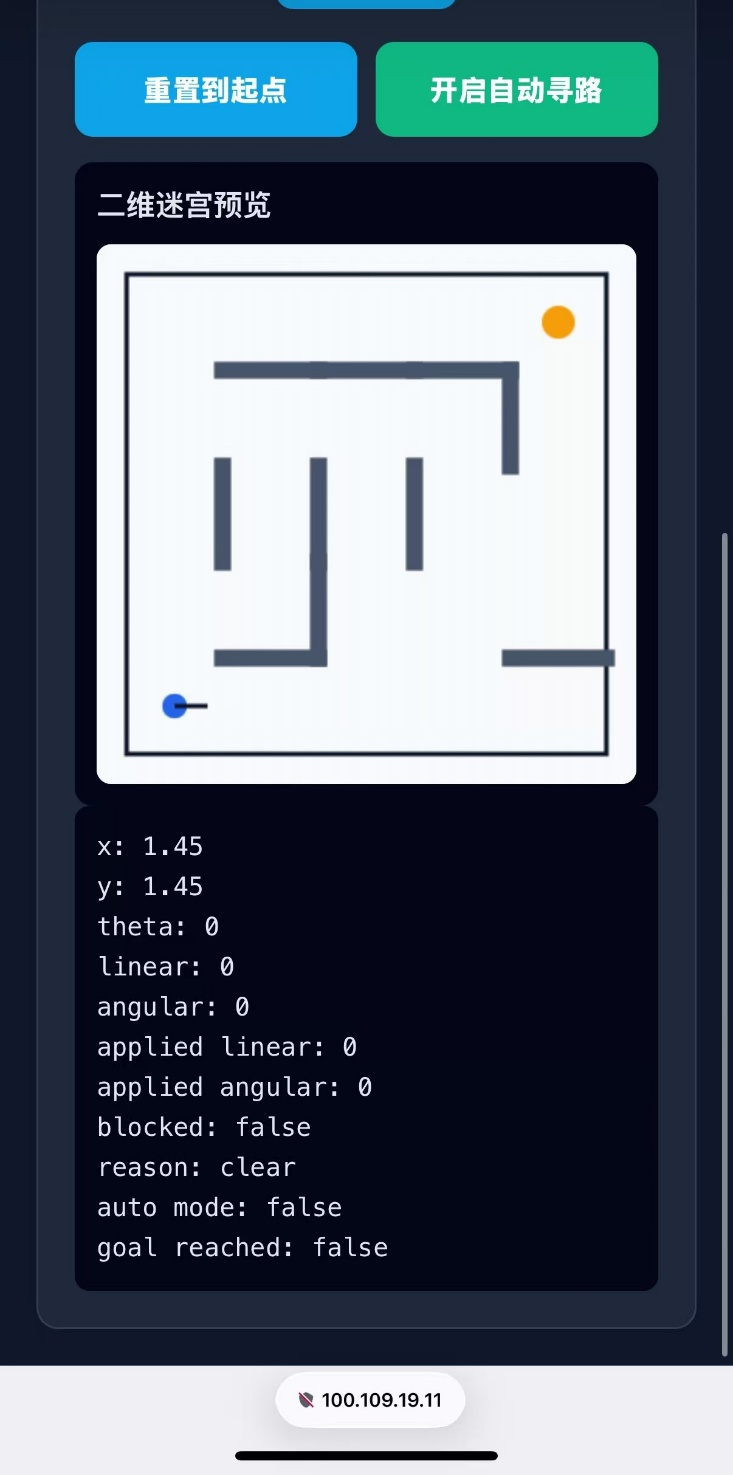 重置到起点
开启自动寻路
二维迷宫预览
x: 1.45
y: 1.45
theta: 0
linear: 0
angular: 0
applied linear: 0
applied angular: 0
blocked: false
reason: clear
auto mode: false
goal reached: false
100.109.19.11